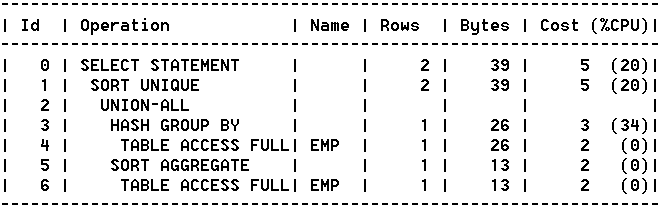 --------------------------------------------------------------------
| Id  | Operation            | Name | Rows  | Bytes | Cost (%CPU)|
--------------------------------------------------------------------
|   0 | SELECT STATEMENT     |      |     2 |    39 |     5  (20)|
|   1 |  SORT UNIQUE         |      |     2 |    39 |     5  (20)|
|   2 |   UNION-ALL          |      |       |       |            |
|   3 |    HASH GROUP BY     |      |     1 |    26 |     3  (34)|
|   4 |     TABLE ACCESS FULL| EMP  |     1 |    26 |     2   (0)|
|   5 |    SORT AGGREGATE    |      |     1 |    13 |     2   (0)|
|   6 |     TABLE ACCESS FULL| EMP  |     1 |    13 |     2   (0)|
--------------------------------------------------------------------